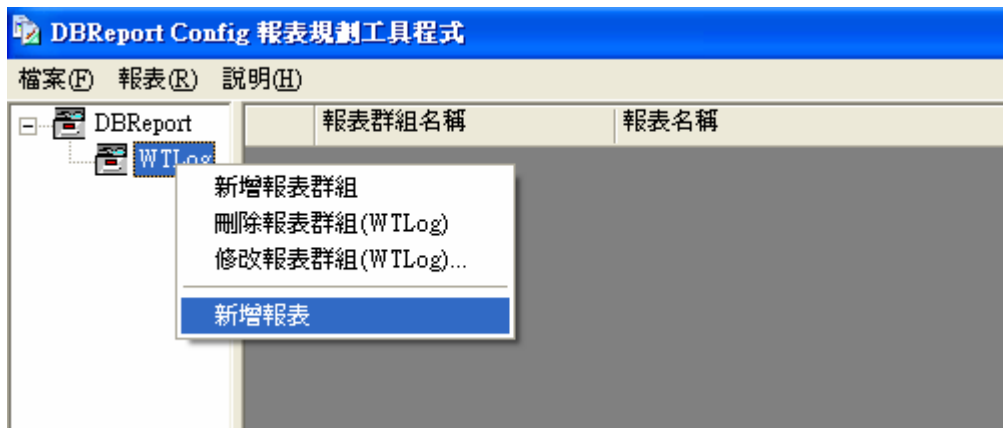 DBReport Config 報表規劃工具程式
檔案(F) 報表(R) 說明(H)
DBReport 報表群組名稱 報表名稱
WTLog
新增報表群組
刪除報表群組(WTLog)
修改報表群組(WTLog)...
新增報表